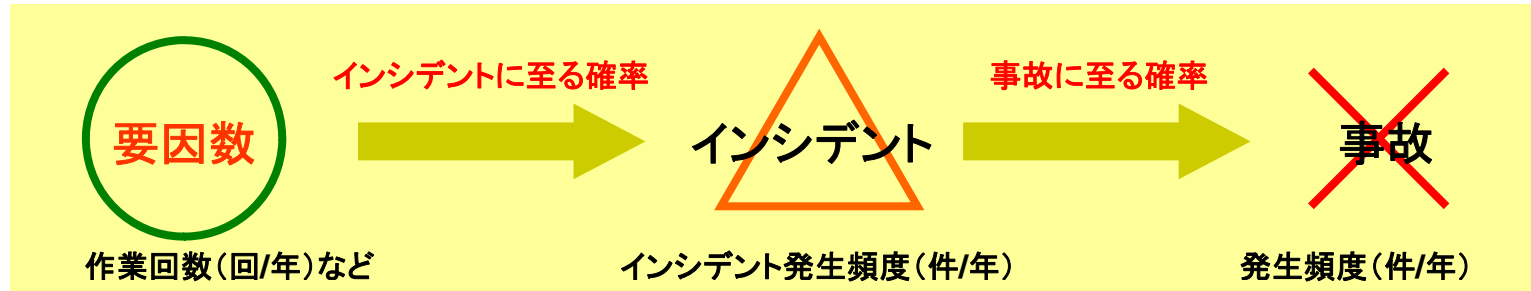 インシデントに至る確率
事故に至る確率
要因数
インシデント
事故
作業回数（回/年）など
インシデント発生頻度（件/年）
発生頻度（件/年）